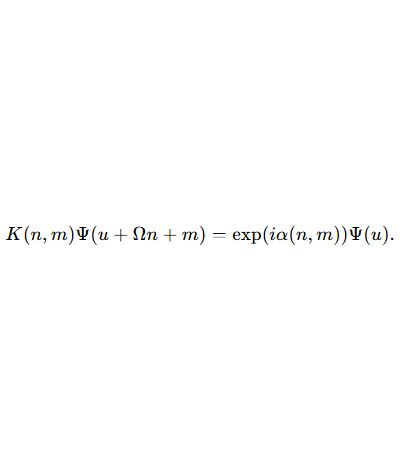 K(n, m)Ψ(u + Ωn + m) = exp(iα(n, m))Ψ(u).